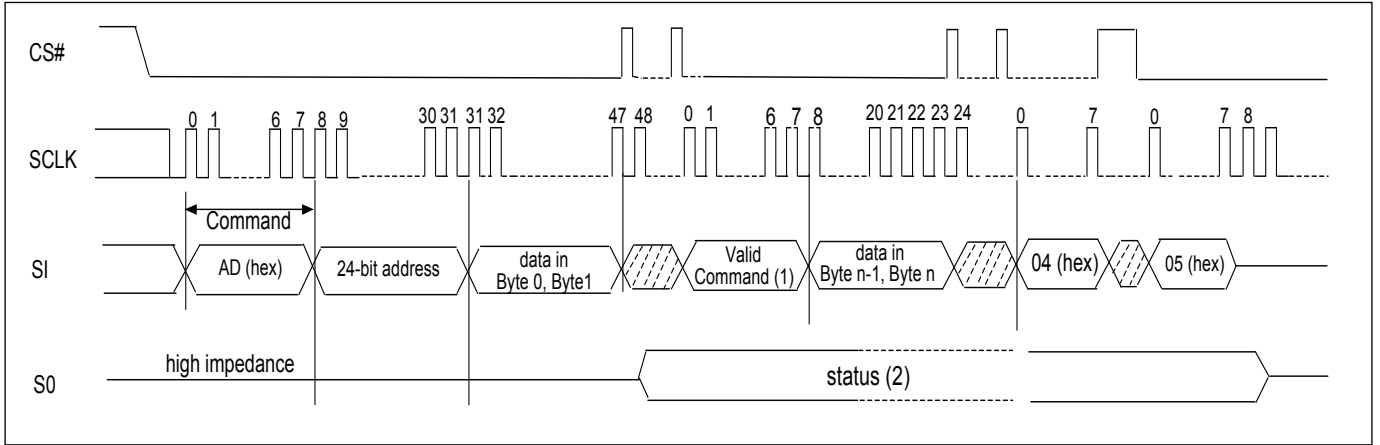 CS#
0 1 6 7 8 9 30 31 31 32 47 48 0 1 6 7 8 20 21 22 23 24 0 7 0 7 8
SCLK
Command
SI
AD (hex)
24-bit address
data in
Byte 0, Byte1
Valid
Command (1)
data in
Byte n-1, Byte n
04 (hex)
05 (hex)
high impedance
S0
status (2)